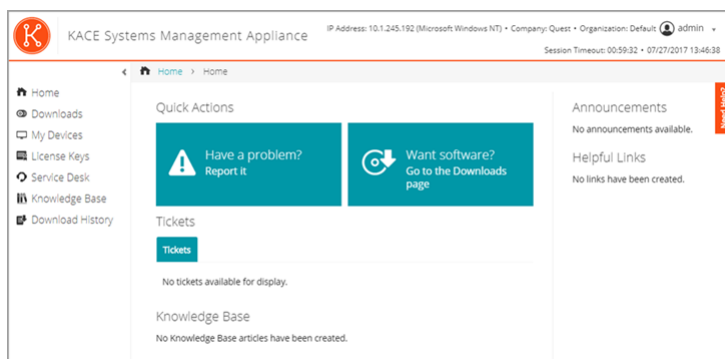 K
KACE Systems Management Appliance
IP Address: 10.1.245.192 (Microsoft Windows NT) • Company: Quest • Organization: Default admin
Session Timeout: 00:59:32 • 07/27/2017 13:46:38
Home > Home
Need Help?
Home
Downloads
My Devices
License Keys
Service Desk
Knowledge Base
Download History
Quick Actions
Have a problem?
Report it
Want software?
Go to the Downloads
page
Tickets
Tickets
No tickets available for display.
Knowledge Base
No Knowledge Base articles have been created.
Announcements
No announcements available.
Helpful Links
No links have been created.